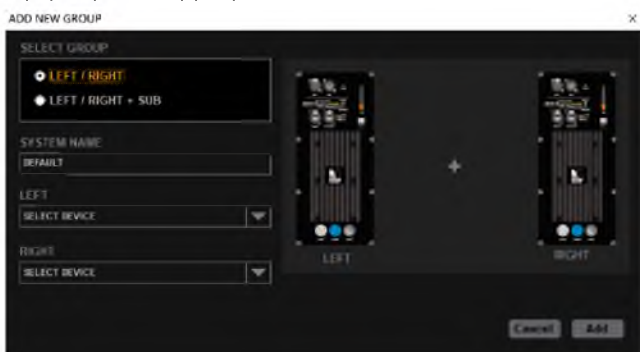 ADD NEW GROUP
X
SELECT GROUP
LEFT / RIGHT
LEFT / RIGHT + SUB
SYSTEM NAME
DEFAULT
LEFT
SELECT DEVICE
RIGHT
SELECT DEVICE
+
LEFT
RIGHT
Cancel
Add